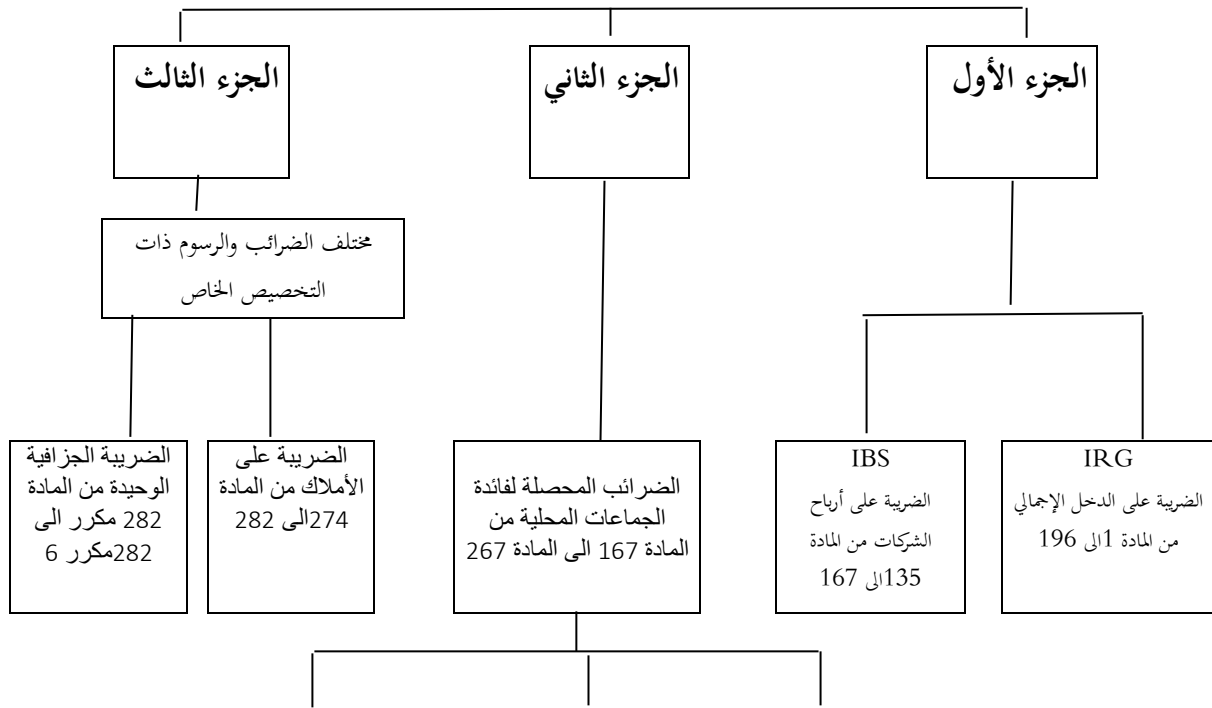 الجزء الأول
الجزء الثاني
الجزء الثالث
مختلف الضرائب والرسوم ذات
التخصيص الخاص
IRG
الضريبة على الدخل الإجمالي
من المادة 1الى 196
IBS
الضريبة على أرباح
الشركات من المادة
135الى 167
الضرائب المحصلة لفائدة
الجماعات المحلية من
المادة 167 الى المادة 267
الضريبة على
الأملاك من المادة
274الى 282
الضريبة الجزافية
الوحيدة من المادة
282 مكرر الى
282مكرر 6